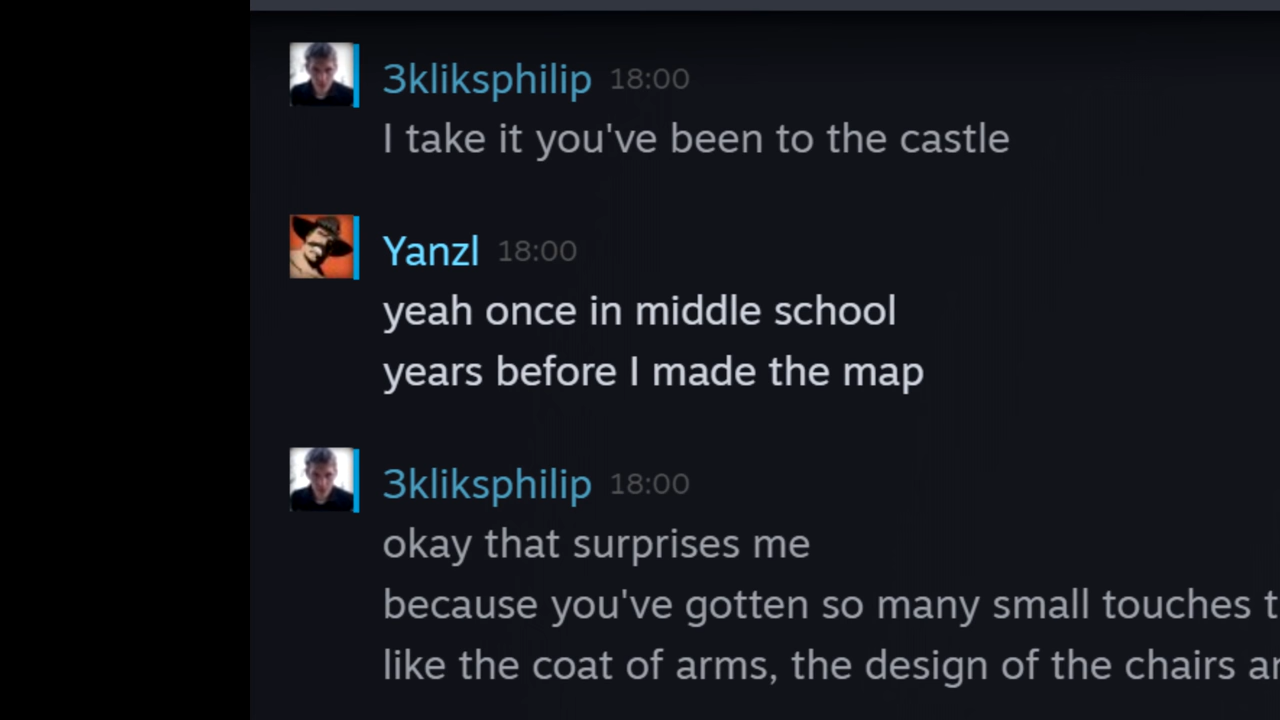 3kliksphilip 18:00
I take it you've been to the castle
Yanzl 18:00
yeah once in middle school
years before I made the map
3kliksphilip 18:00
okay that surprises me
because you've gotten so many small touches
like the coat of arms, the design of the chairs